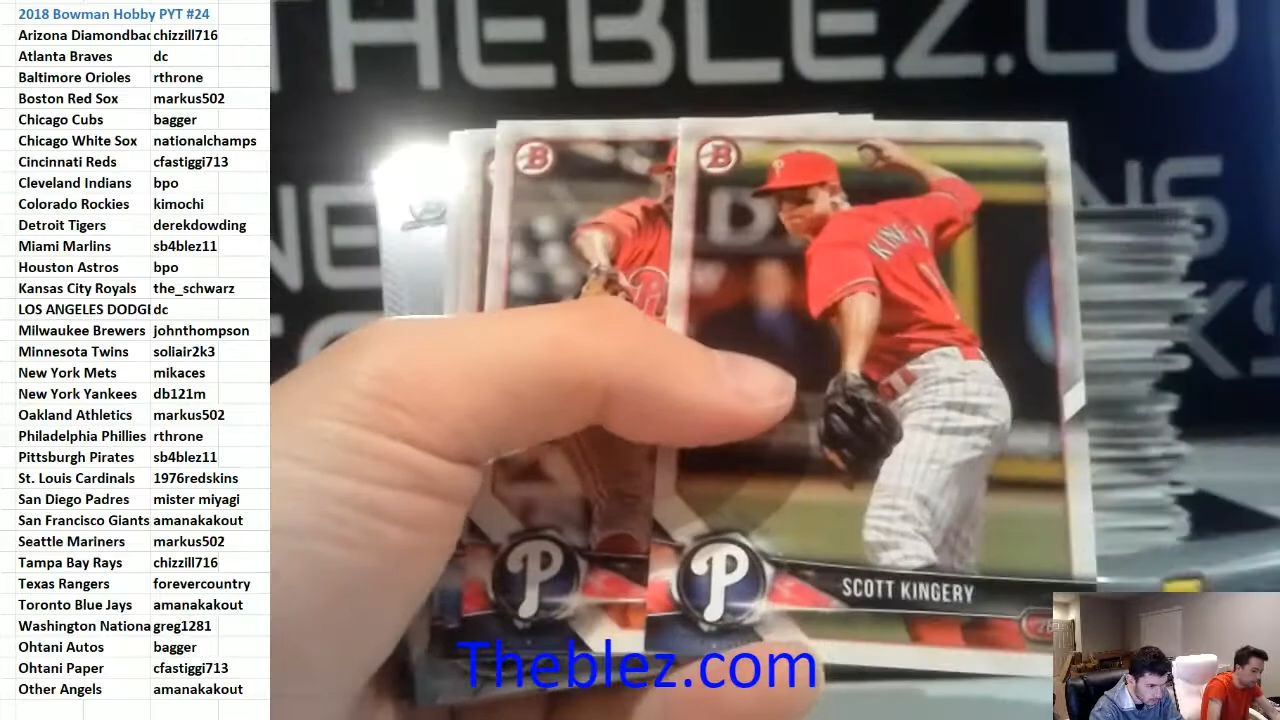 2018 Bowman Hobby PYT #24
Arizona Diamondbac chizzill716
Atlanta Braves dc
Baltimore Orioles rthrone
Boston Red Sox markus502
Chicago Cubs bagger
Chicago White Sox nationalchamps
Cincinnati Reds cfastiggi713
Cleveland Indians bpo
Colorado Rockies kimochi
Detroit Tigers derekdowding
Miami Marlins sb4blez11
Houston Astros bpo
Kansas City Royals the_schwarz
LOS ANGELES DODGI dc
Milwaukee Brewers johnthompson
Minnesota Twins soliair2k3
New York Mets mikaces
New York Yankees db121m
Oakland Athletics markus502
Philadelphia Phillies rthrone
Pittsburgh Pirates sb4blez11
St. Louis Cardinals 1976redskins
San Diego Padres mister miyagi
San Francisco Giants amanakakout
Seattle Mariners markus502
Tampa Bay Rays chizzill716
Texas Rangers forevercountry
Toronto Blue Jays amanakakout
Washington Nationa greg1281
Ohtani Autos bagger
Ohtani Paper cfastiggi713
Other Angels amanakakout
THEBLEZ.CO
B
B
P
P
SCOTT KINGERY
Theblez.com